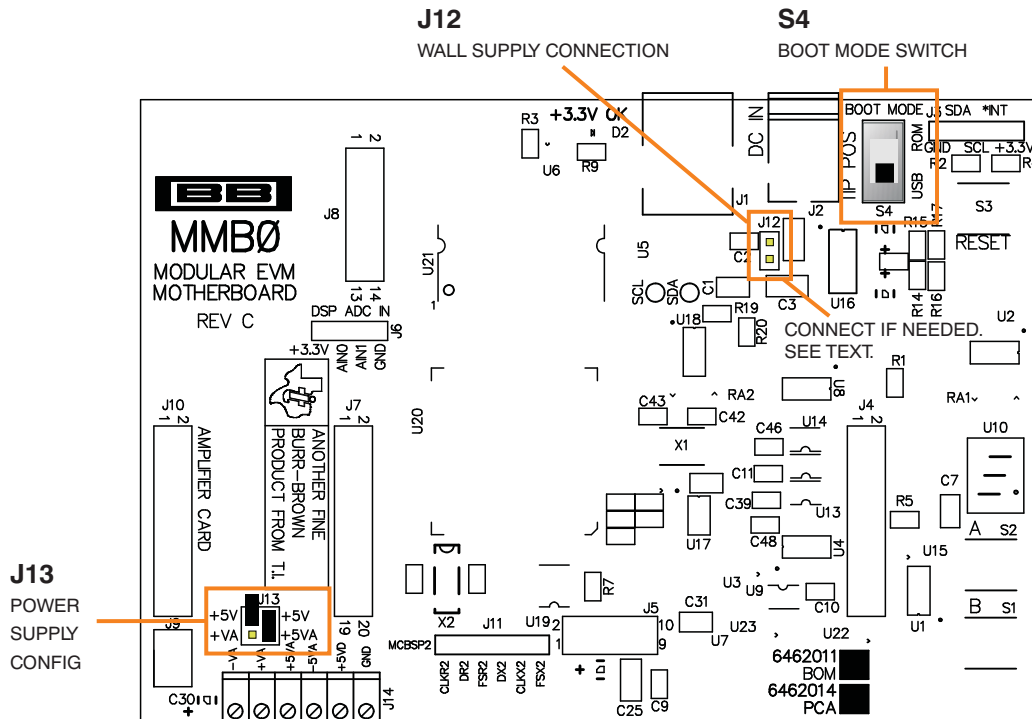 J12
WALL SUPPLY CONNECTION
S4
BOOT MODE SWITCH
BOOT MODE
J3 SDA *INT
ROM
USB
GND SCL +3.3V
R2
R
S4
R15
R17
S3
RESET
R14
R16
+3.3V OK
R3
D2
U6
R9
DC IN
TIP POS
J1
J12
J2
C2
U5
C1
C3
U16
SCL
SDA
R19
R20
U18
CONNECT IF NEEDED.
SEE TEXT.
U2
1 2
J8
13 14
BB
MMBØ
MODULAR EVM
MOTHERBOARD
REV C
DSP ADC IN
J6
AIN0
AIN1
GND
+3.3V
U21
1
U20
J10
1 2
AMPLIFIER CARD
ANOTHER FINE
BURR-BROWN
PRODUCT FROM T.I.
J7
1 2
19 20
C43
C42
RA2
X1
U17
U8
R1
RA1
C46
U14
C11
C39
U13
C48
U4
J4
1 2
U10
C7
R5
A S2
B S1
U15
U1
U3
U9
C10
U22
U23
J13
POWER
SUPPLY
CONFIG
J13
+5V
+5V
+VA
+5VA
J9
-VA
+VA
+5VA
-5VA
+5VD
GND
J14
C30
+
X2
J11
U19
MCBSP2
CLKR2
DR2
FSR2
DX2
CLKX2
FSX2
R7
J5
2 10
1 9
C31
U7
+
C25
C9
6462011
BOM
6462014
PCA